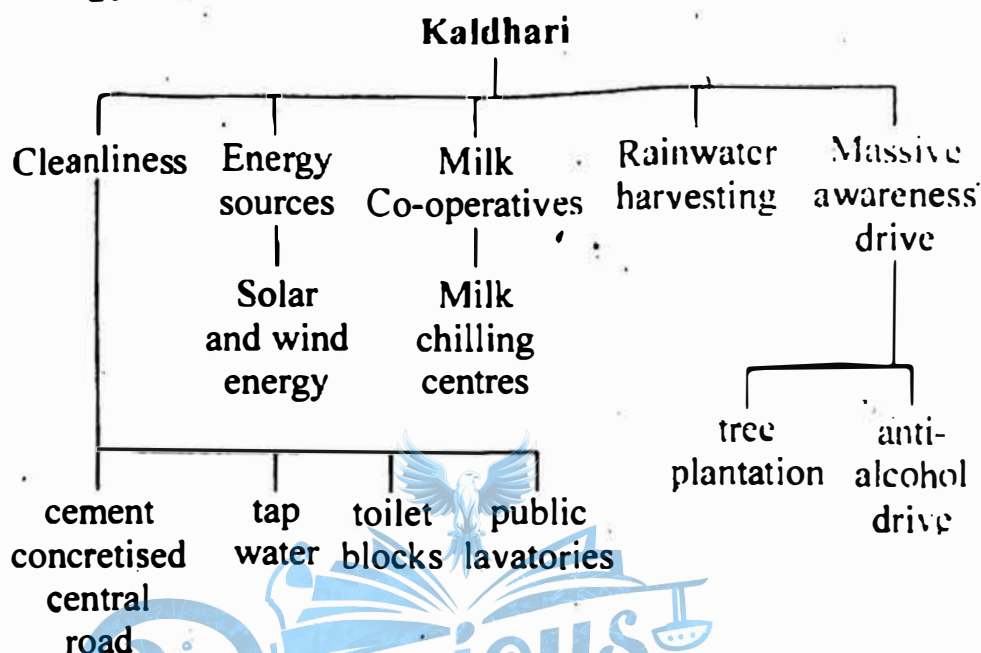 Kaldhari
Cleanliness
Energy
sources
Milk
Co-operatives
Rainwater
harvesting
Massive
awareness
drive
Solar
and wind
energy
Milk
chilling
centres
tree
plantation
anti-
alcohol
drive
cement
concretised
central
road
tap
water
toilet
blocks
public
lavatories